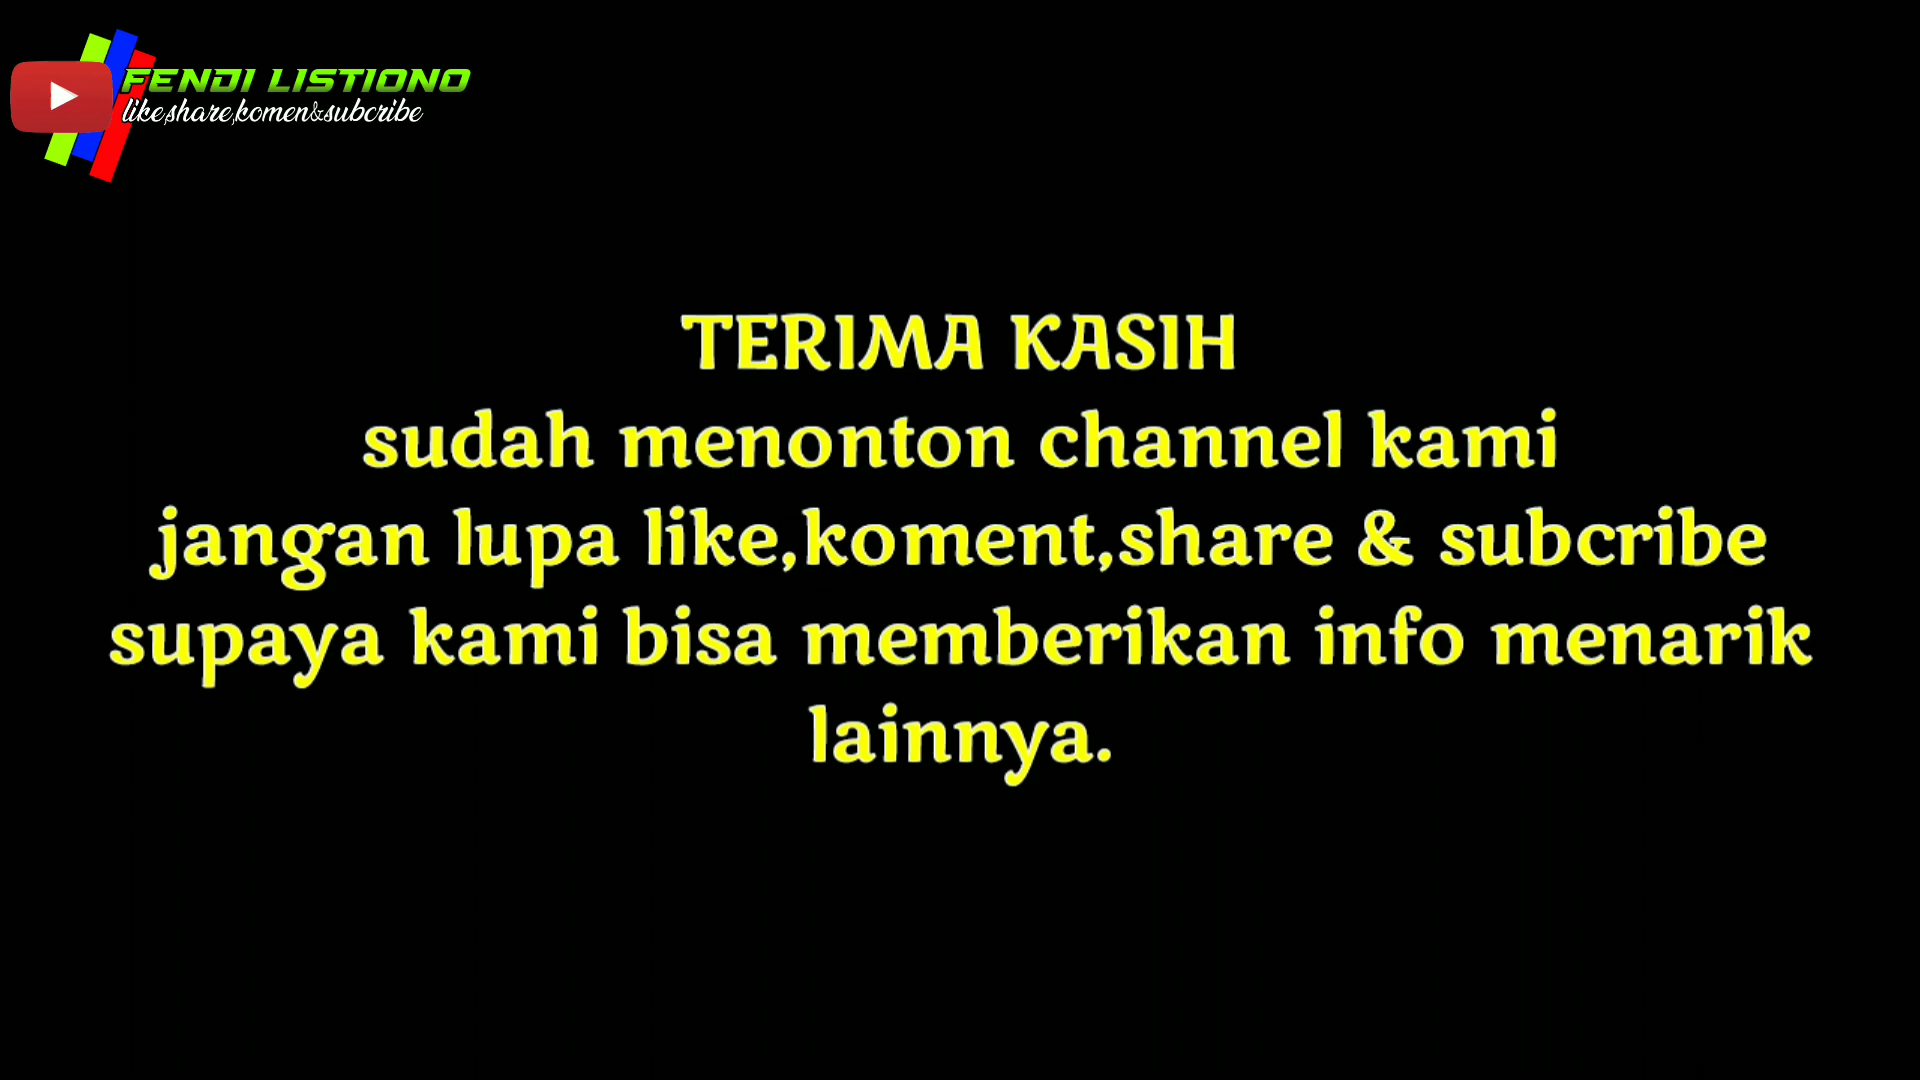 FENDI LISTIONO
like,share,komen&subcribe
TERIMA KASIH
sudah menonton channel kami
jangan lupa like,koment,share & subcribe
supaya kami bisa memberikan info menarik
lainnya.